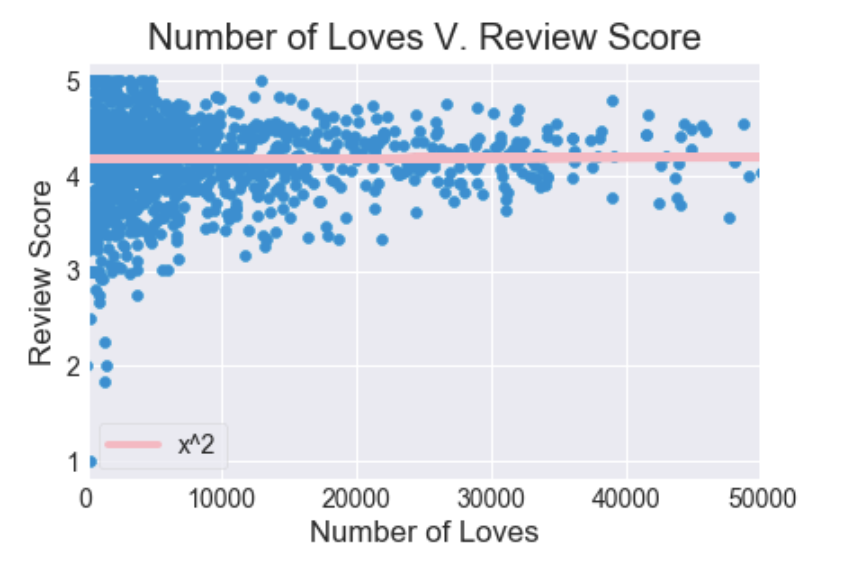 Number of Loves V. Review Score
Review Score
5
4
3
2
1
x^2
0 10000 20000 30000 40000 50000
Number of Loves